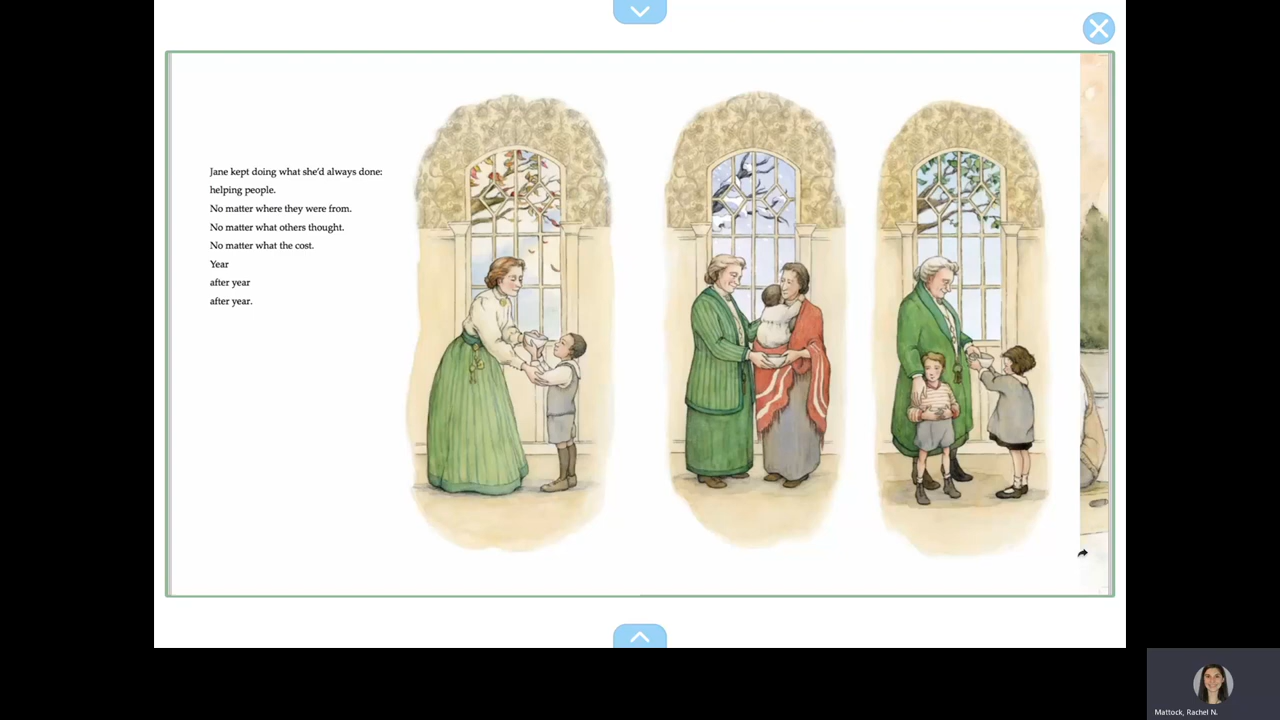 Jane kept doing what she'd always done:
helping people.
No matter where they were from.
No matter what others thought.
No matter what the cost.
Year
after year
after year.
Mattock, Rachel N.